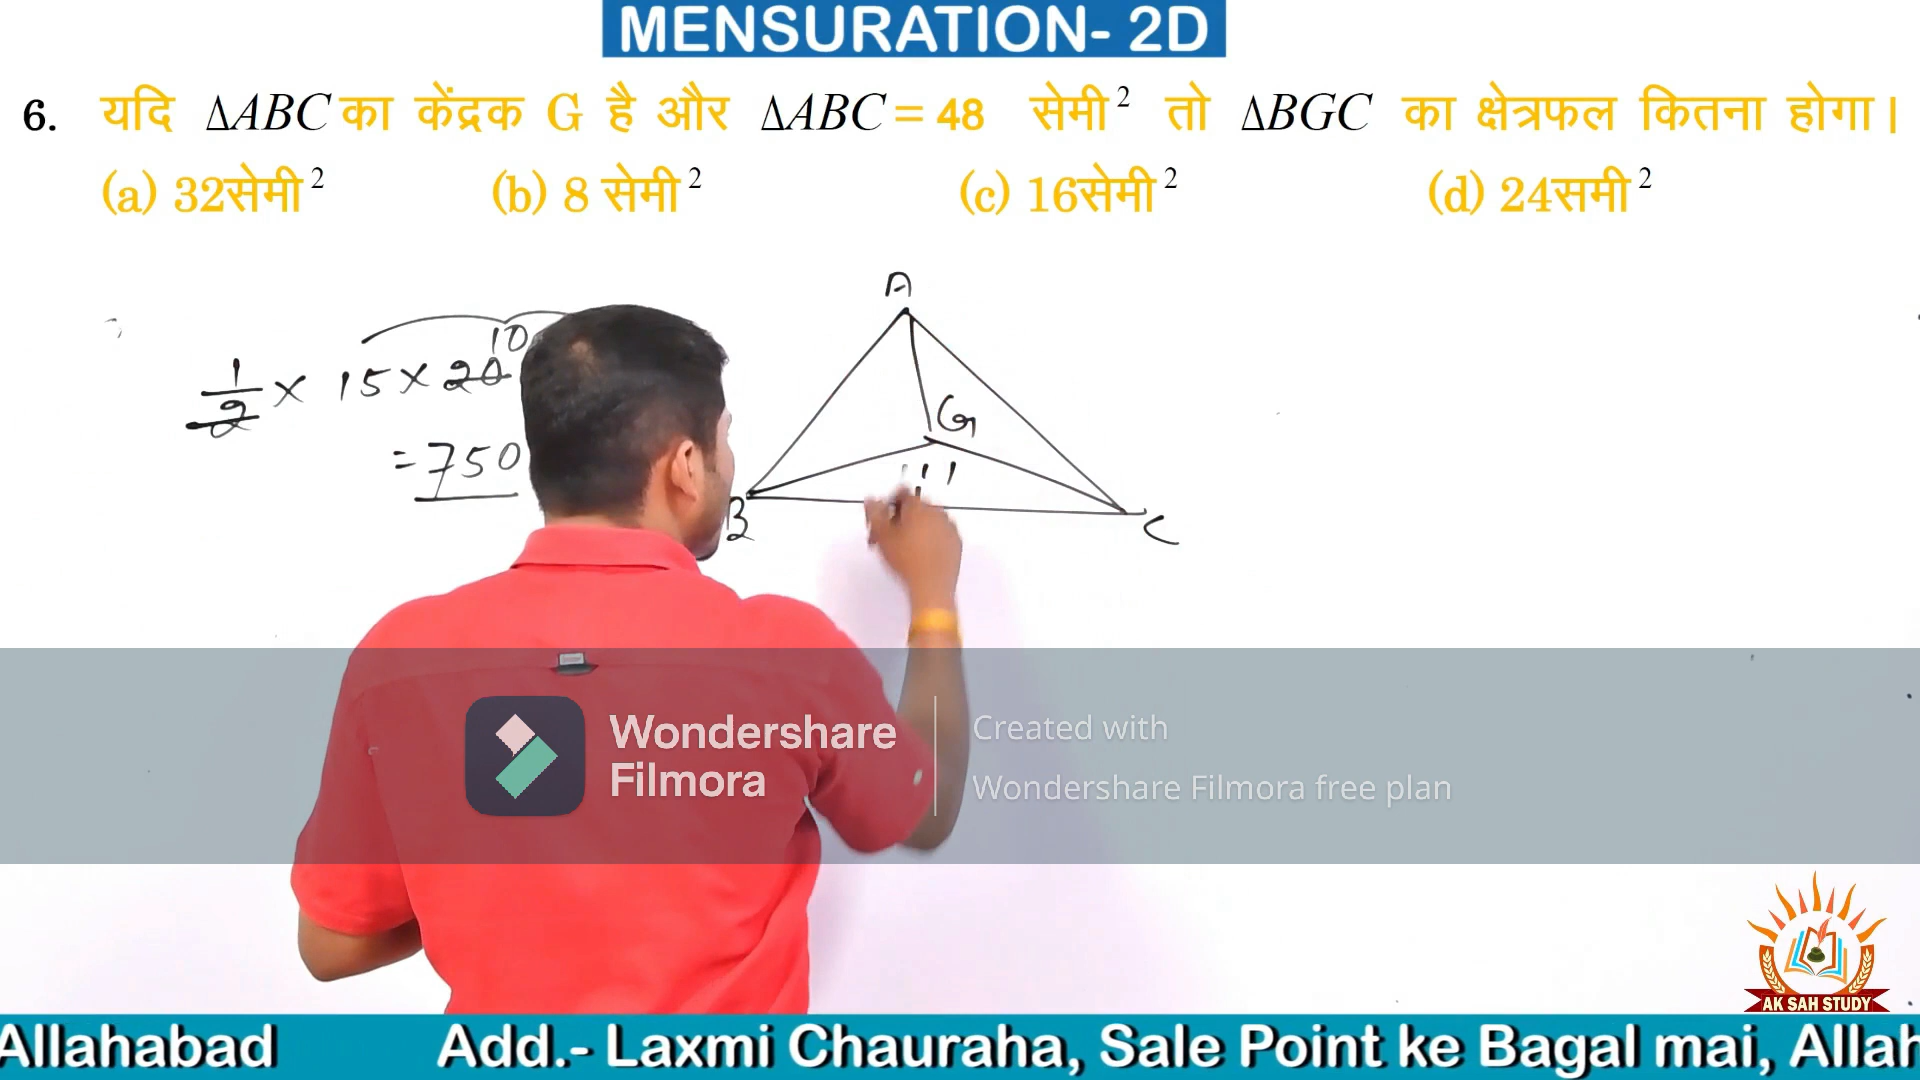 MENSURATION- 2D
6. यदि ΔABC का केंद्रक G है और ΔABC = 48 सेमी² तो ΔBGC का क्षेत्रफल कितना होगा।
(a) 32सेमी² (b) 8 सेमी² (c) 16सेमी² (d) 24समी²
A
10
1/2 × 15 × 20
G
= 750
B
C
Wondershare Filmora
Created with
Wondershare Filmora free plan
AK SAH STUDY
Allahabad Add.- Laxmi Chauraha, Sale Point ke Bagal mai, Allah